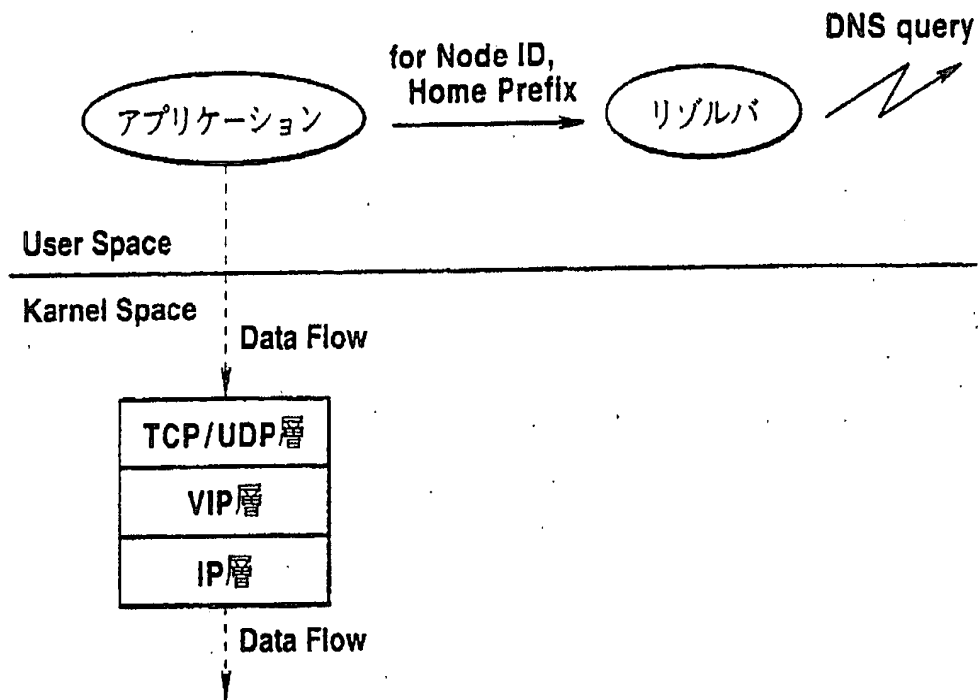 DNS query
for Node ID,
Home Prefix
アプリケーション
リゾルバ
User Space
Karnel Space
Data Flow
TCP/UDP層
VIP層
IP層
Data Flow